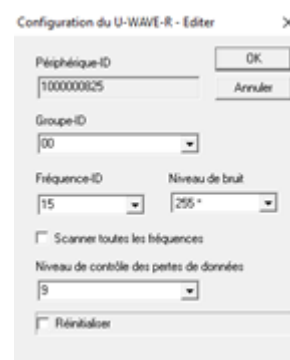 Configuration du U-WAVE-R - Editer
Périphérique-ID
OK
1000000825
Annuler
Groupe-ID
00
Fréquence-ID
Niveau de bruit
15
255 *
Scanner toutes les fréquences
Niveau de contrôle des pertes de données
9
Réinitialiser